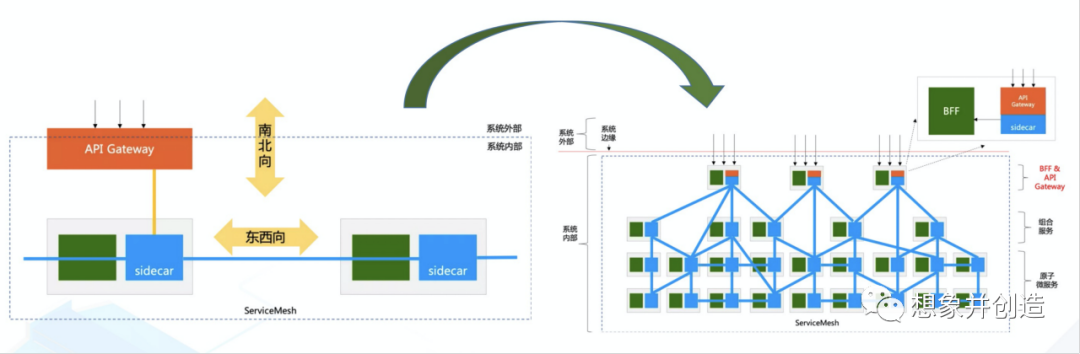 API Gateway
南北向
系统外部
系统内部
东西向
sidecar
sidecar
ServiceMesh
BFF
API
Gateway
sidecar
系统
外部
系统
边缘
系统
内部
BFF &
API
Gateway
组合
服务
原子
微服务
ServiceMesh
想象并创造